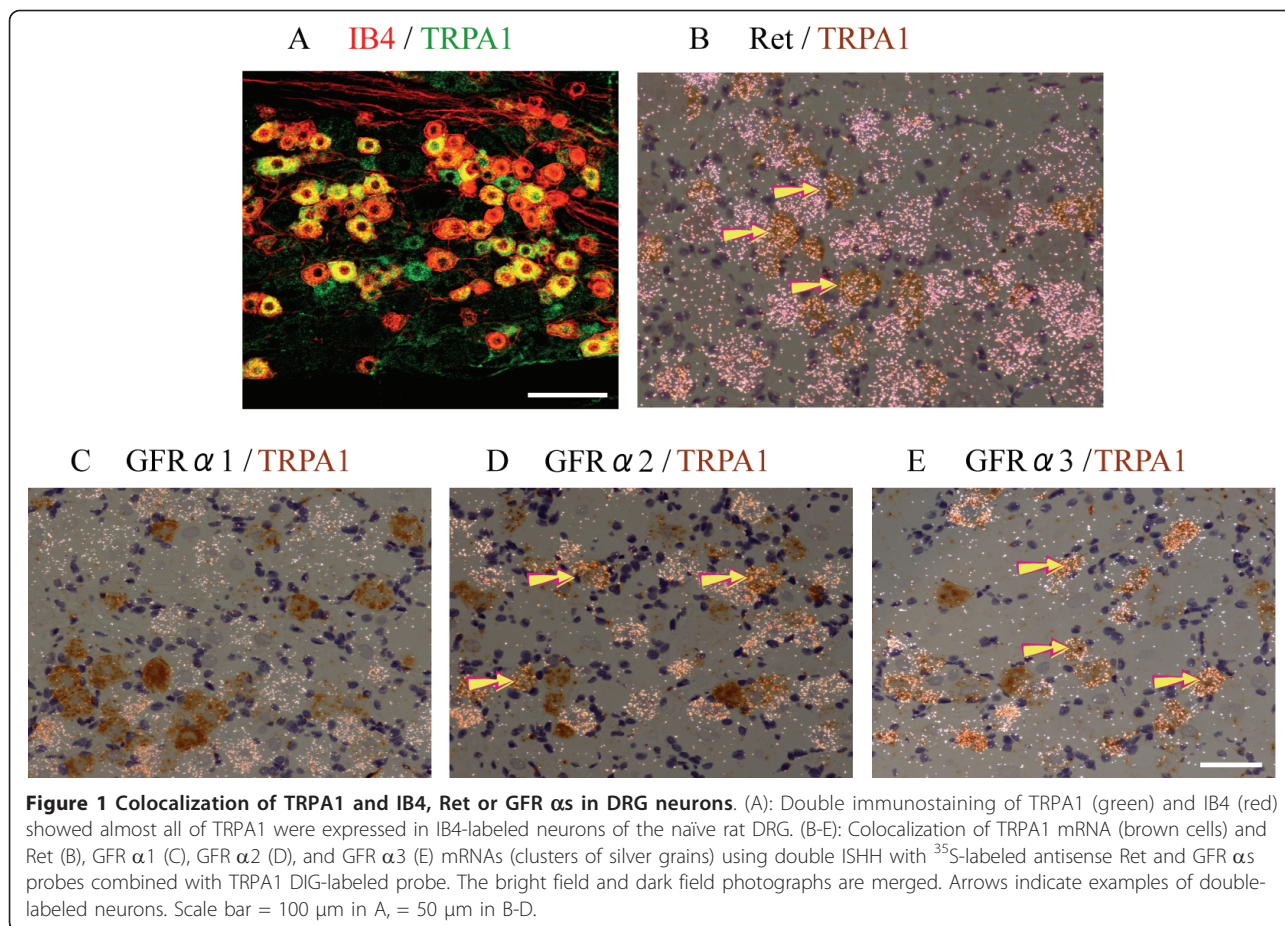 A IB4 / TRPA1
B Ret / TRPA1
C GFR α1 / TRPA1
D GFR α2 / TRPA1
E GFR α3 / TRPA1
Figure 1 Colocalization of TRPA1 and IB4, Ret or GFR αs in DRG neurons. (A): Double immunostaining of TRPA1 (green) and IB4 (red)
showed almost all of TRPA1 were expressed in IB4-labeled neurons of the naïve rat DRG. (B-E): Colocalization of TRPA1 mRNA (brown cells) and
Ret (B), GFR α1 (C), GFR α2 (D), and GFR α3 (E) mRNAs (clusters of silver grains) using double ISHH with ³⁵S-labeled antisense Ret and GFR αs
probes combined with TRPA1 DIG-labeled probe. The bright field and dark field photographs are merged. Arrows indicate examples of double-
labeled neurons. Scale bar = 100 μm in A, = 50 μm in B-D.